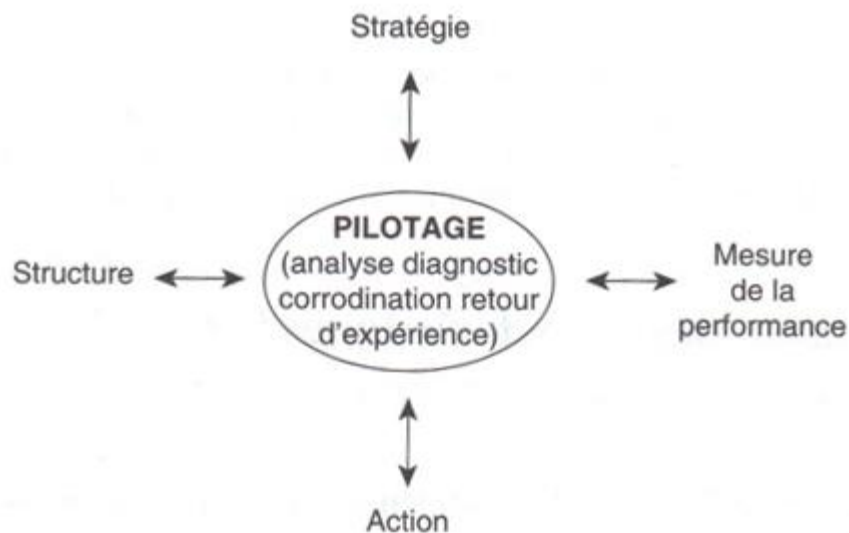 Stratégie
PILOTAGE
(analyse diagnostic
corrodination retour
d'expérience)
Structure
Mesure
de la
performance
Action